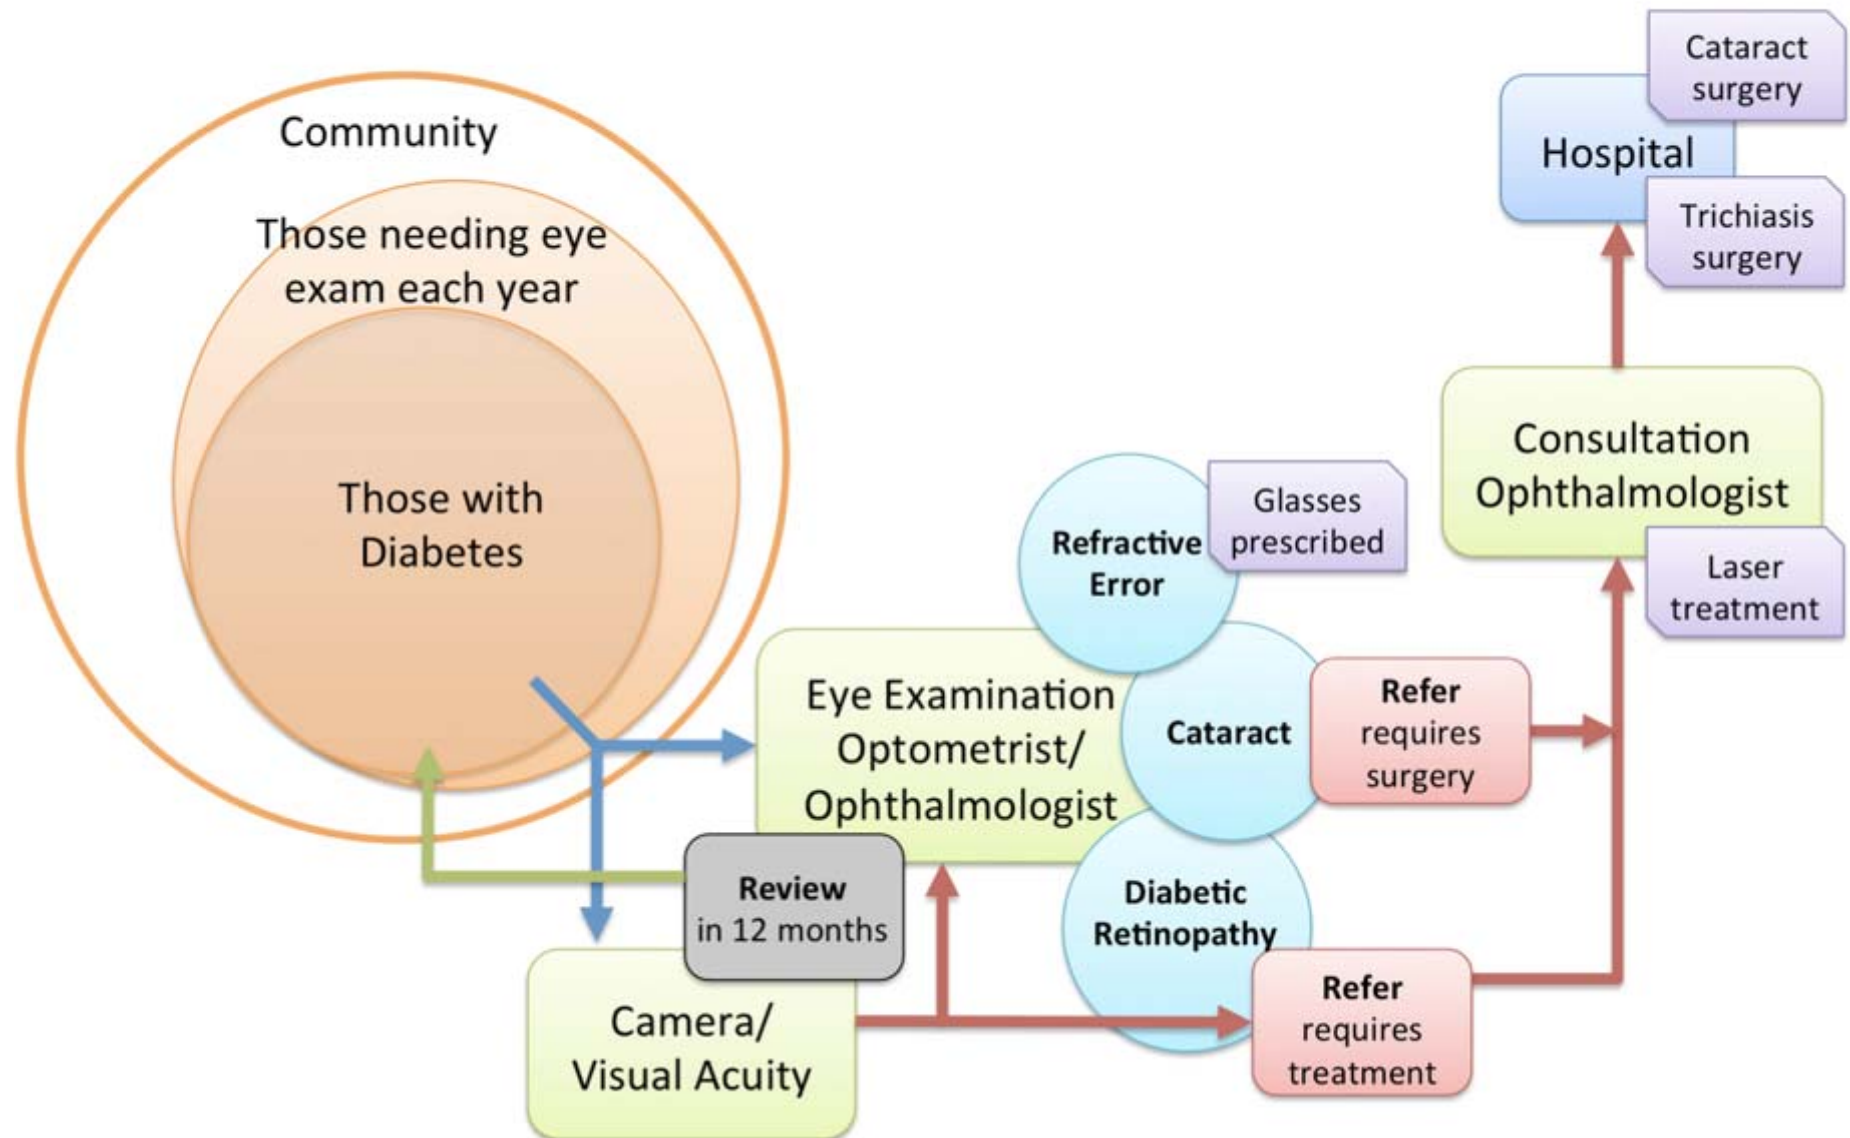 Community
Those needing eye
exam each year
Those with
Diabetes
Eye Examination
Optometrist/
Ophthalmologist
Review
in 12 months
Camera/
Visual Acuity
Refractive
Error
Glasses
prescribed
Cataract
Refer
requires
surgery
Diabetic
Retinopathy
Refer
requires
treatment
Consultation
Ophthalmologist
Laser
treatment
Hospital
Cataract
surgery
Trichiasis
surgery